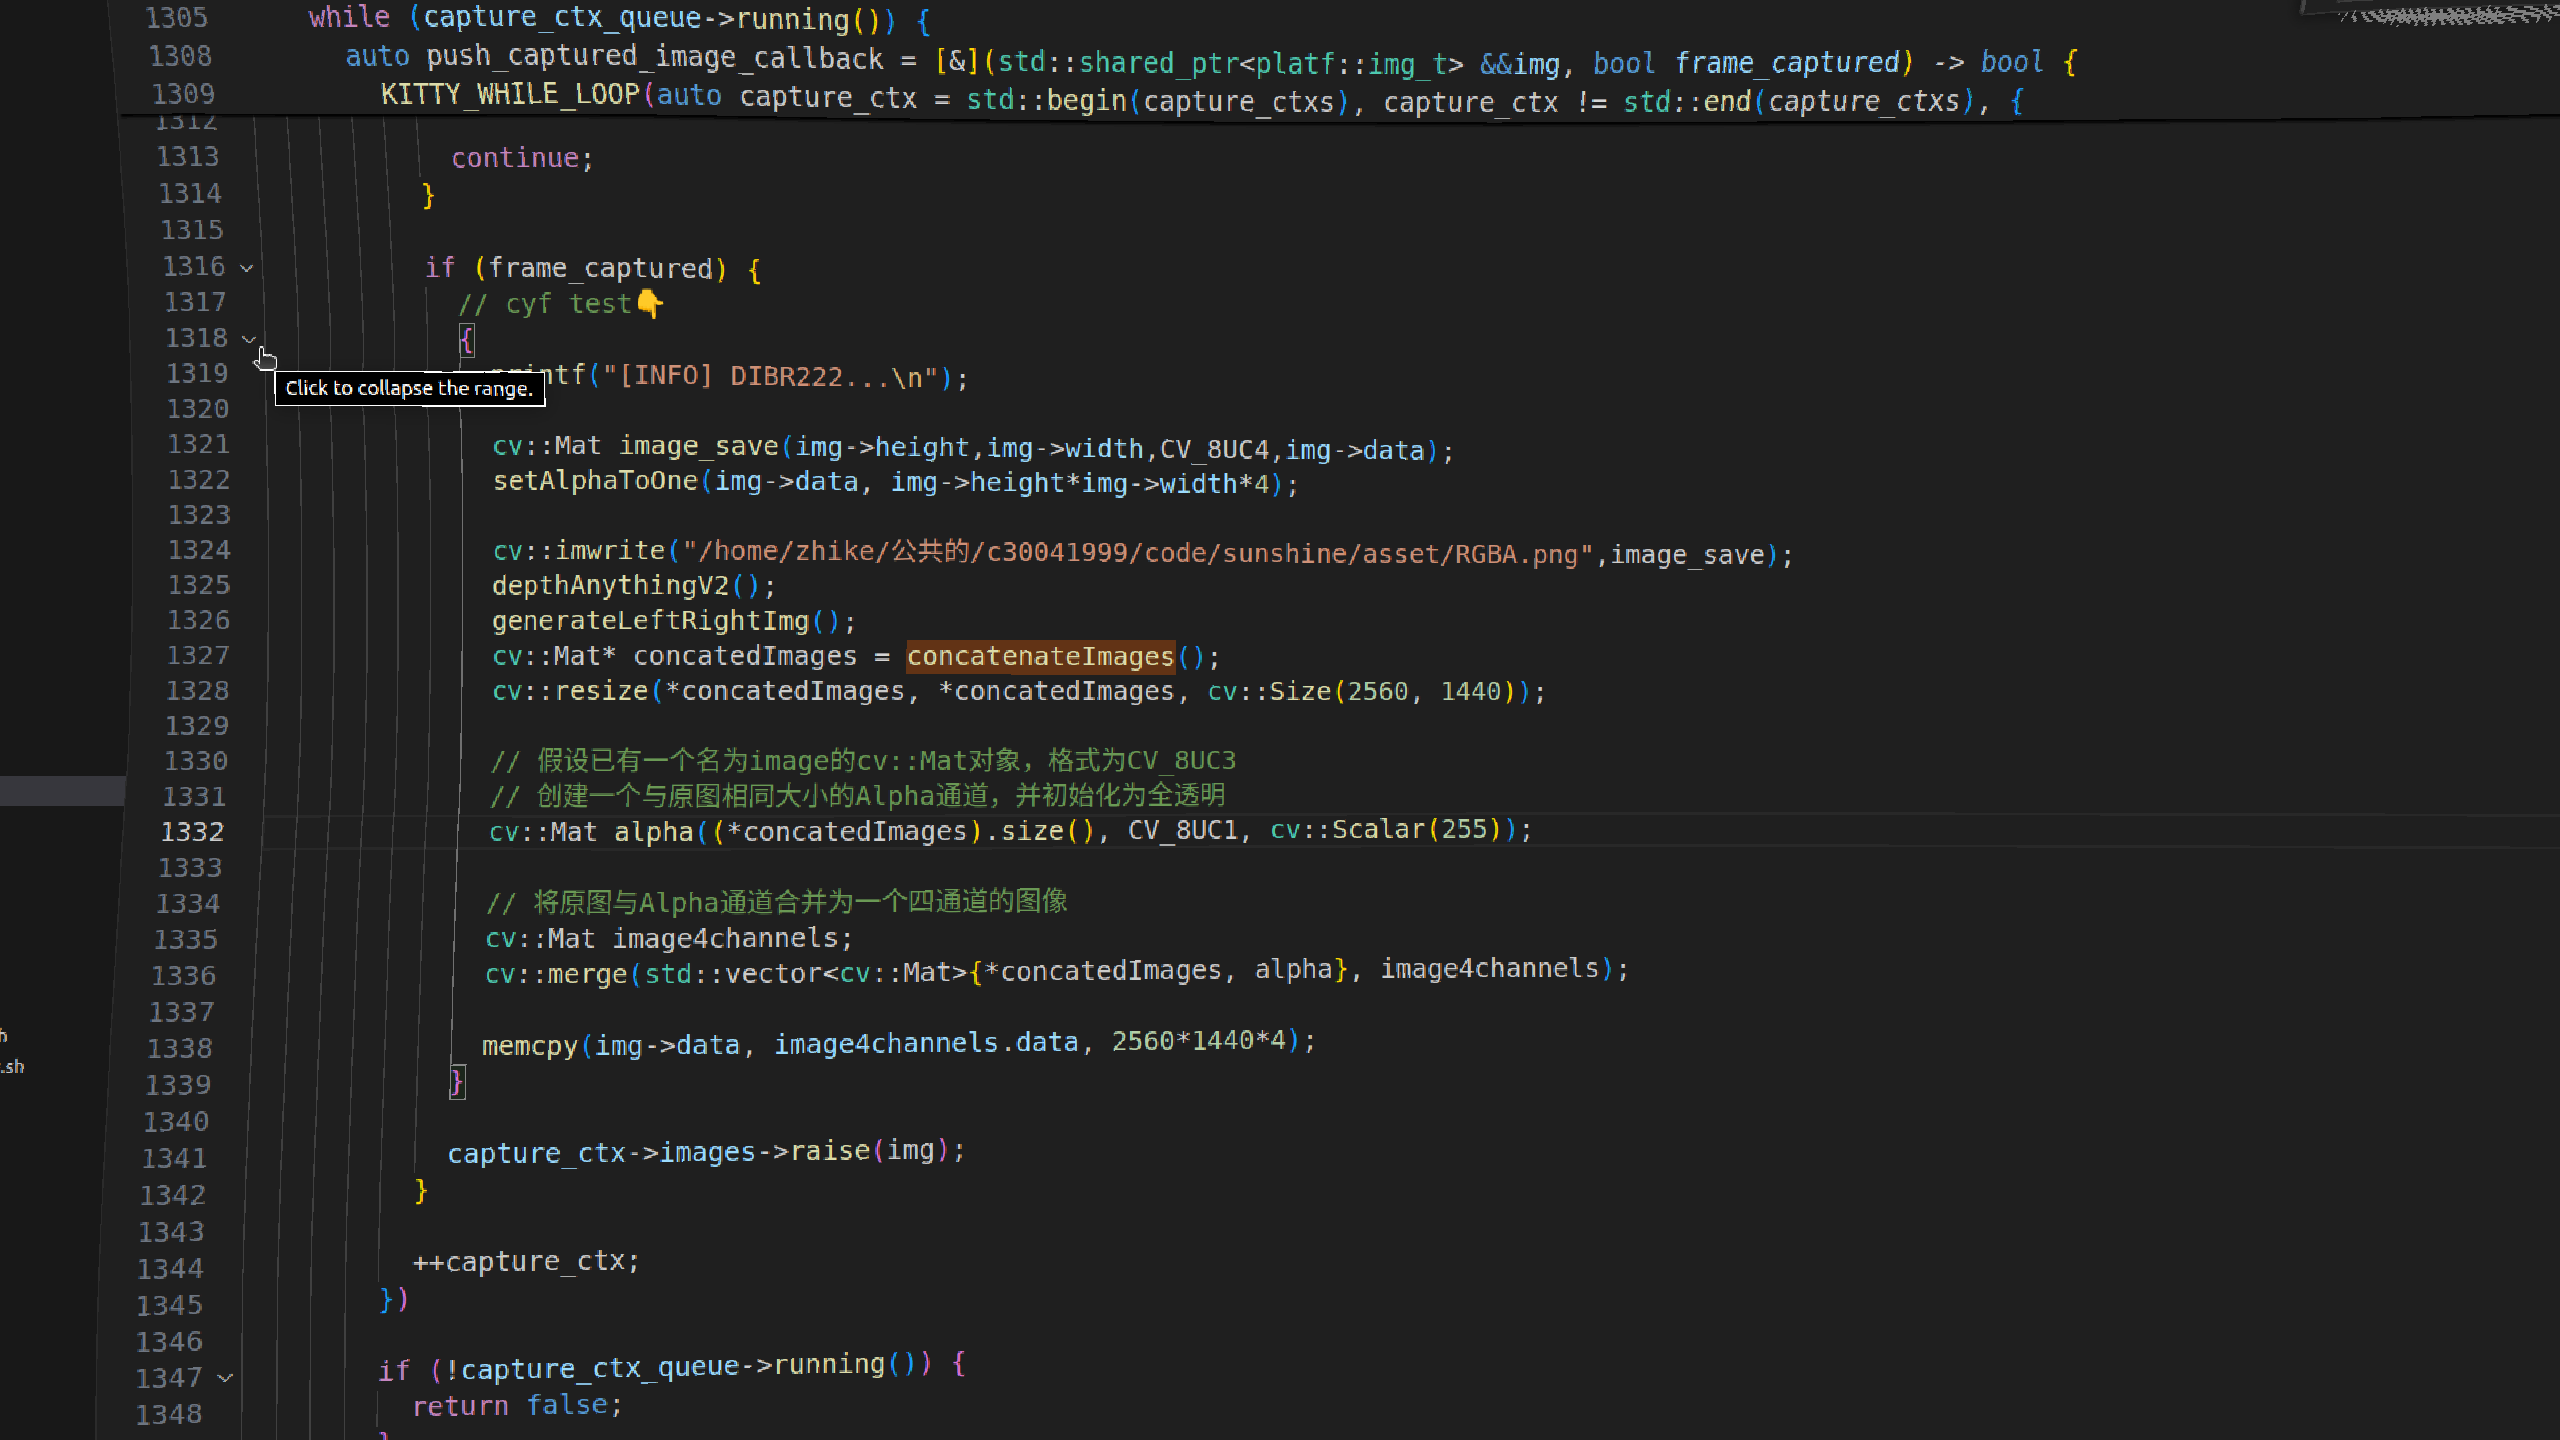 1305 while (capture_ctx_queue->running()) {
1308 auto push_captured_image_callback = [&](std::shared_ptr<platf::img_t> &&img, bool frame_captured) -> bool {
1309 KITTY_WHILE_LOOP(auto capture_ctx = std::begin(capture_ctxs), capture_ctx != std::end(capture_ctxs), {
1312
1313 continue;
1314 }
1315
1316 if (frame_captured) {
1317 // cyf test👇
1318 {
1319 printf("[INFO] DIBR222...\n");
Click to collapse the range.
1320
1321 cv::Mat image_save(img->height,img->width,CV_8UC4,img->data);
1322 setAlphaToOne(img->data, img->height*img->width*4);
1323
1324 cv::imwrite("/home/zhike/公共的/c30041999/code/sunshine/asset/RGBA.png",image_save);
1325 depthAnythingV2();
1326 generateLeftRightImg();
1327 cv::Mat* concatedImages = concatenateImages();
1328 cv::resize(*concatedImages, *concatedImages, cv::Size(2560, 1440));
1329
1330 // 假设已有一个名为image的cv::Mat对象，格式为CV_8UC3
1331 // 创建一个与原图相同大小的Alpha通道，并初始化为全透明
1332 cv::Mat alpha((*concatedImages).size(), CV_8UC1, cv::Scalar(255));
1333
1334 // 将原图与Alpha通道合并为一个四通道的图像
1335 cv::Mat image4channels;
1336 cv::merge(std::vector<cv::Mat>{*concatedImages, alpha}, image4channels);
1337
1338 memcpy(img->data, image4channels.data, 2560*1440*4);
.sh
1339 }
1340
1341 capture_ctx->images->raise(img);
1342 }
1343
1344 ++capture_ctx;
1345 })
1346
1347 if (!capture_ctx_queue->running()) {
1348 return false;
}